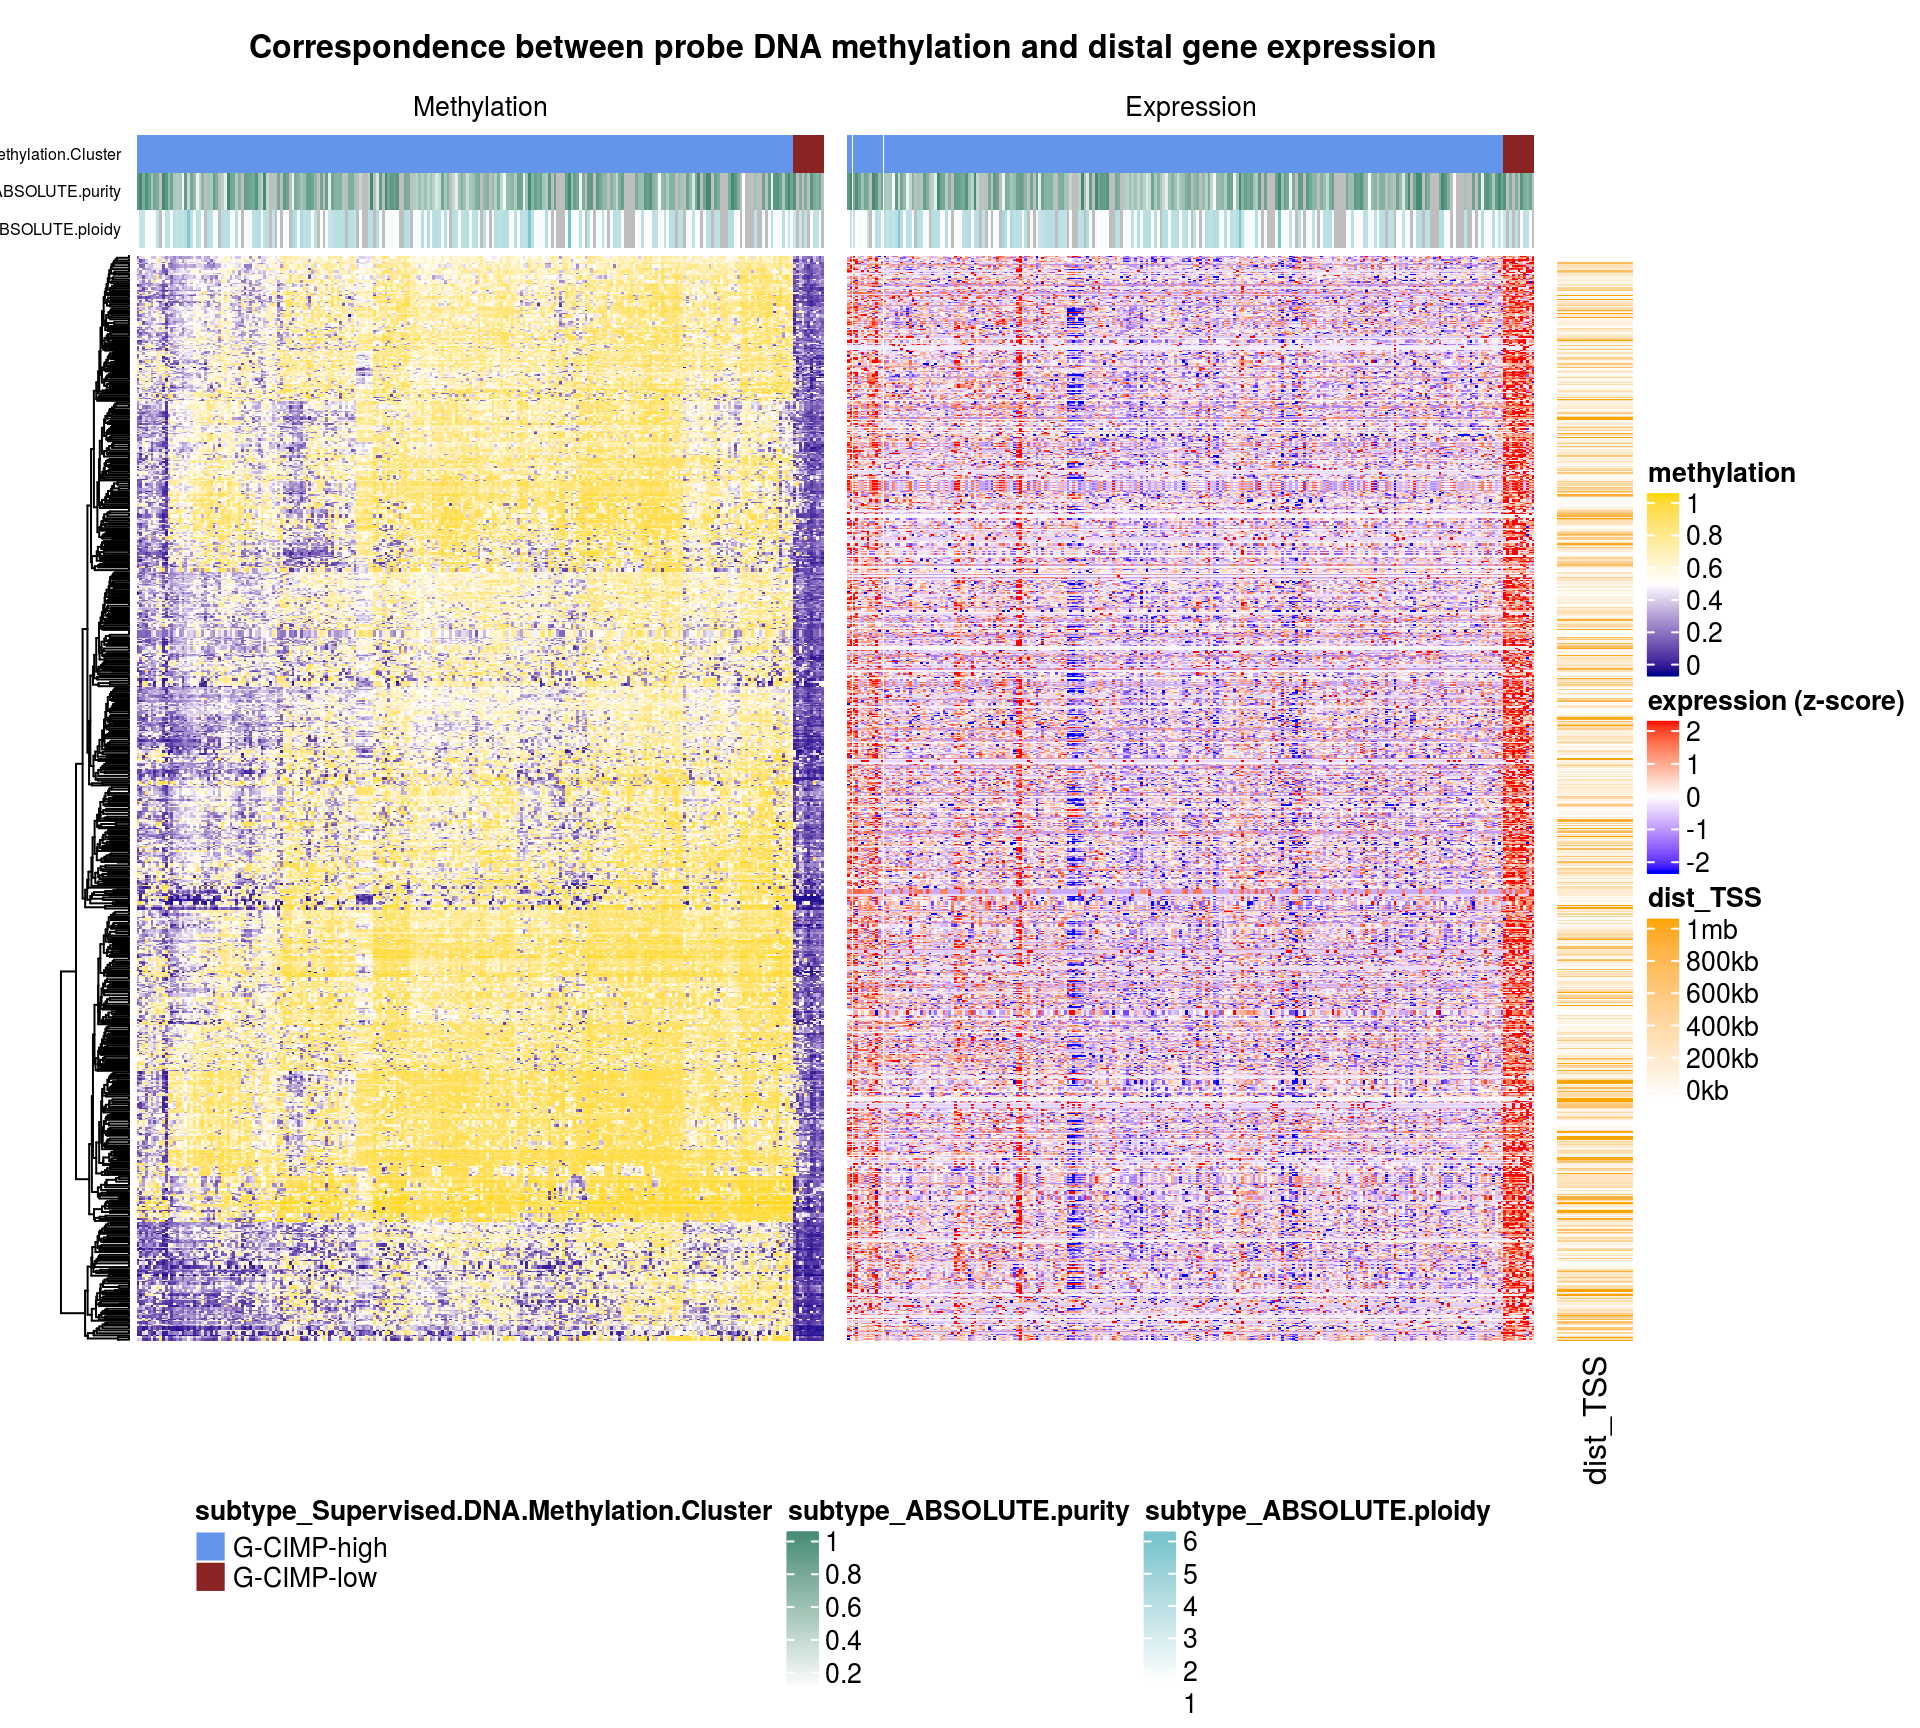 Correspondence between probe DNA methylation and distal gene expression
Methylation
Expression
ethylation.Cluster
ABSOLUTE.purity
BSOLUTE.ploidy
methylation
1
0.8
0.6
0.4
0.2
0
expression (z-score)
2
1
0
-1
-2
dist_TSS
1mb
800kb
600kb
400kb
200kb
0kb
dist_TSS
subtype_Supervised.DNA.Methylation.Cluster
G-CIMP-high
G-CIMP-low
subtype_ABSOLUTE.purity
1
0.8
0.6
0.4
0.2
subtype_ABSOLUTE.ploidy
6
5
4
3
2
1